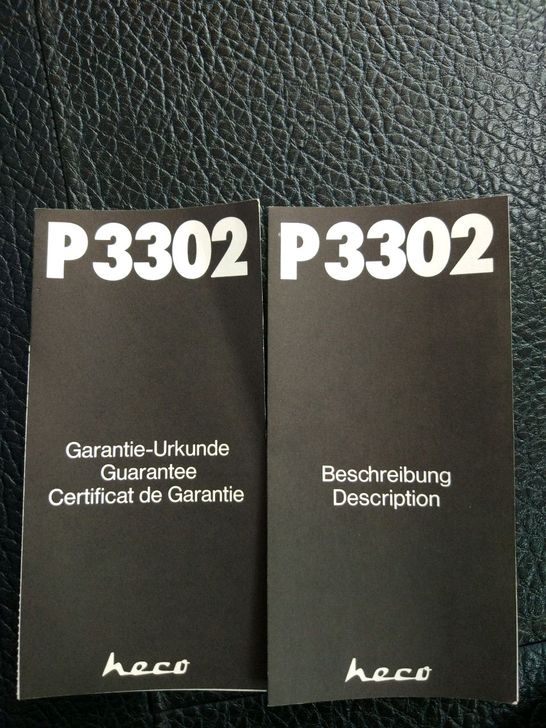 P3302
Garantie-Urkunde
Guarantee
Certificat de Garantie
heco
P3302
Beschreibung
Description
heco